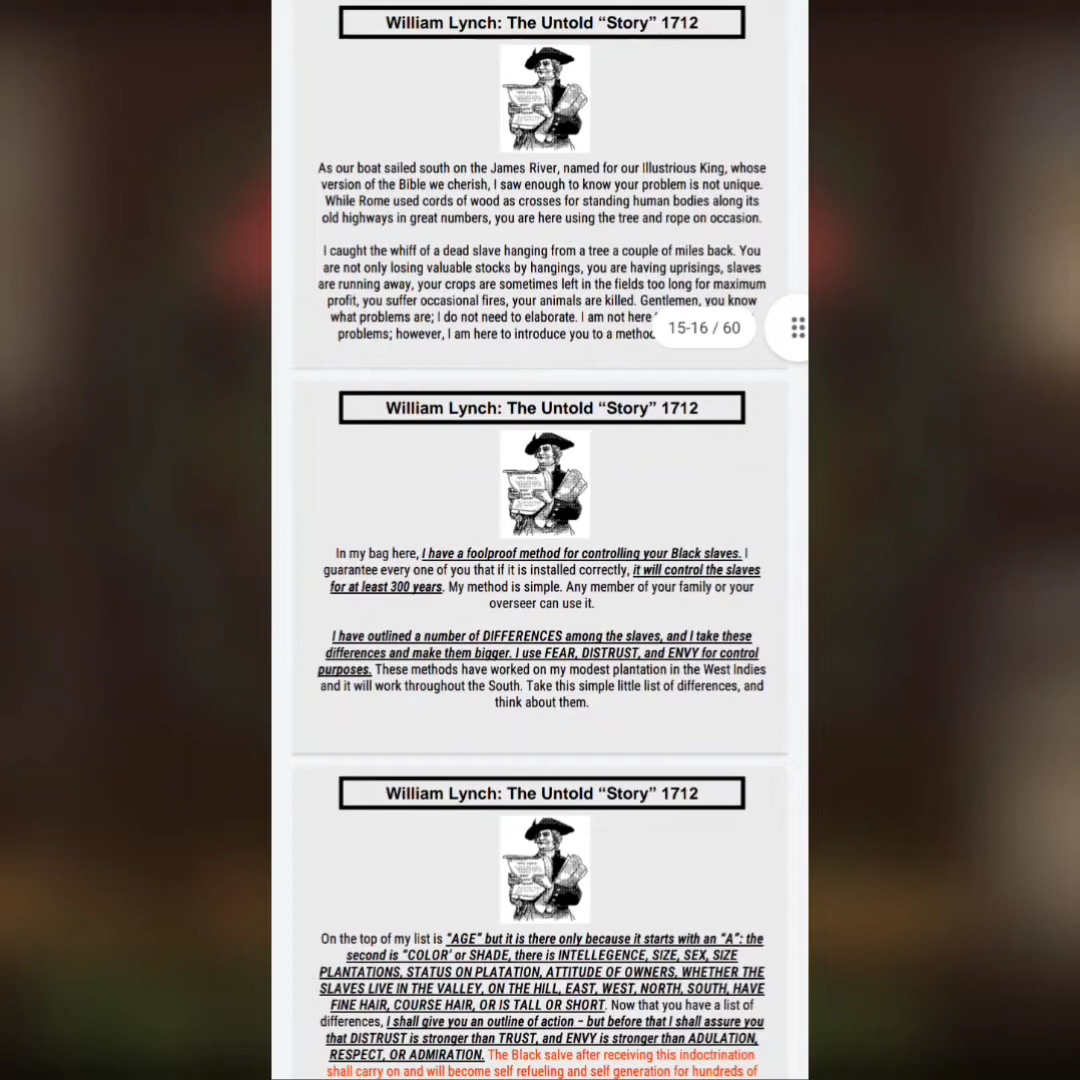 William Lynch: The Untold “Story” 1712
As our boat sailed south on the James River, named for our Illustrious King, whose
version of the Bible we cherish, I saw enough to know your problem is not unique.
While Rome used cords of wood as crosses for standing human bodies along its
old highways in great numbers, you are here using the tree and rope on occasion.
I caught the whiff of a dead slave hanging from a tree a couple of miles back. You
are not only losing valuable stocks by hangings, you are having uprisings, slaves
are running away, your crops are sometimes left in the fields too long for maximum
profit, you suffer occasional fires, your animals are killed. Gentlemen, you know
what problems are; I do not need to elaborate. I am not here
problems; however, I am here to introduce you to a method
15-16 / 60
William Lynch: The Untold “Story” 1712
In my bag here, I have a foolproof method for controlling your Black slaves. I
guarantee every one of you that if it is installed correctly, it will control the slaves
for at least 300 years. My method is simple. Any member of your family or your
overseer can use it.
I have outlined a number of DIFFERENCES among the slaves, and I take these
differences and make them bigger. I use FEAR, DISTRUST, and ENVY for control
purposes. These methods have worked on my modest plantation in the West Indies
and it will work throughout the South. Take this simple little list of differences, and
think about them.
William Lynch: The Untold “Story” 1712
On the top of my list is "AGE" but it is there only because it starts with an "A": the
second is "COLOR' or SHADE, there is INTELLEGENCE, SIZE, SEX, SIZE
PLANTATIONS, STATUS ON PLATATION, ATTITUDE OF OWNERS, WHETHER THE
SLAVES LIVE IN THE VALLEY, ON THE HILL, EAST, WEST, NORTH, SOUTH, HAVE
FINE HAIR, COURSE HAIR, OR IS TALL OR SHORT. Now that you have a list of
differences, I shall give you an outline of action – but before that I shall assure you
that DISTRUST is stronger than TRUST, and ENVY is stronger than ADULATION,
RESPECT, OR ADMIRATION. The Black salve after receiving this indoctrination
shall carry on and will become self refueling and self generation for hundreds of